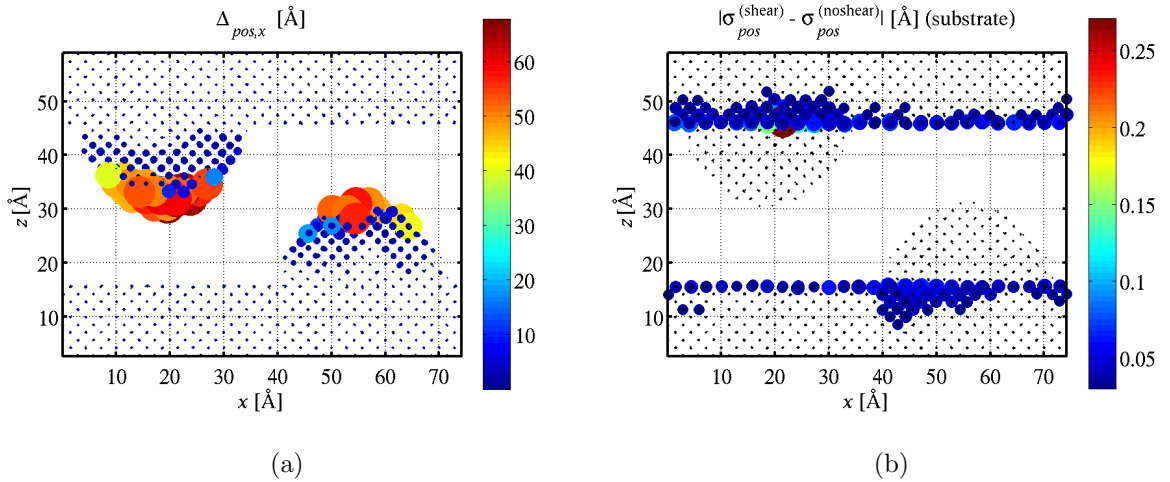 Δpos,x [Å]
60
50
40
30
20
10
50
40
30
20
10
z [Å]
10 20 30 40 50 60 70
x [Å]
(a)
|σpos(shear) - σpos(noshear)| [Å] (substrate)
0.25
0.2
0.15
0.1
0.05
50
40
30
20
10
z [Å]
0 10 20 30 40 50 60 70
x [Å]
(b)